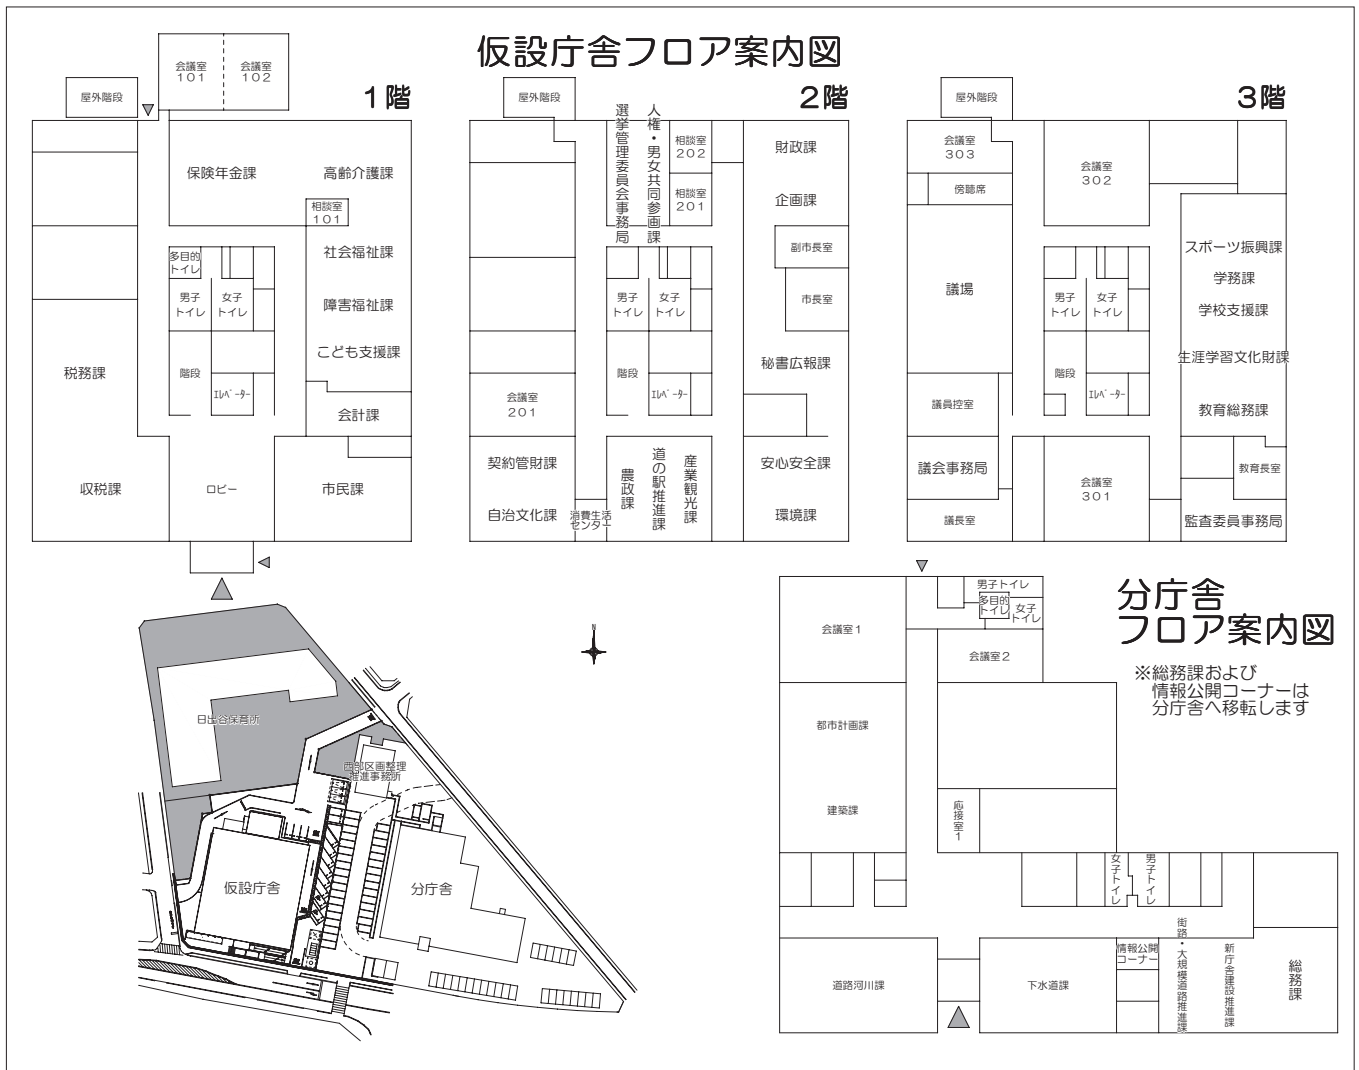 仮設庁舎フロア案内図
1階
会議室
101
会議室
102
屋外階段
保険年金課
高齢介護課
相談室
101
社会福祉課
多目的
トイレ
男子
トイレ
女子
トイレ
障害福祉課
こども支援課
税務課
階段
エレベーター
会計課
収税課
ロビー
市民課
2階
屋外階段
選挙管理委員会事務局
人権・男女共同参画課
相談室
202
相談室
201
財政課
企画課
副市長室
市長室
男子
トイレ
女子
トイレ
秘書広報課
階段
エレベーター
会議室
201
契約管財課
自治文化課
消費生活
センター
農政課
道の駅推進課
産業観光課
安心安全課
環境課
3階
屋外階段
会議室
303
傍聴席
会議室
302
議場
スポーツ振興課
学務課
学校支援課
生涯学習文化財課
教育総務課
男子
トイレ
女子
トイレ
階段
エレベーター
議員控室
議会事務局
議長室
会議室
301
教育長室
監査委員事務局
分庁舎
フロア案内図
※総務課および
情報公開コーナーは
分庁舎へ移転します
男子トイレ
多目的
トイレ
女子
トイレ
会議室1
会議室2
都市計画課
建築課
応接室1
女子トイレ
男子トイレ
道路河川課
下水道課
情報公開
コーナー
街路・大規模道路推進課
新庁舎建設推進課
総務課
N
日出谷保育所
西部区画整理
推進事務所
仮設庁舎
分庁舎